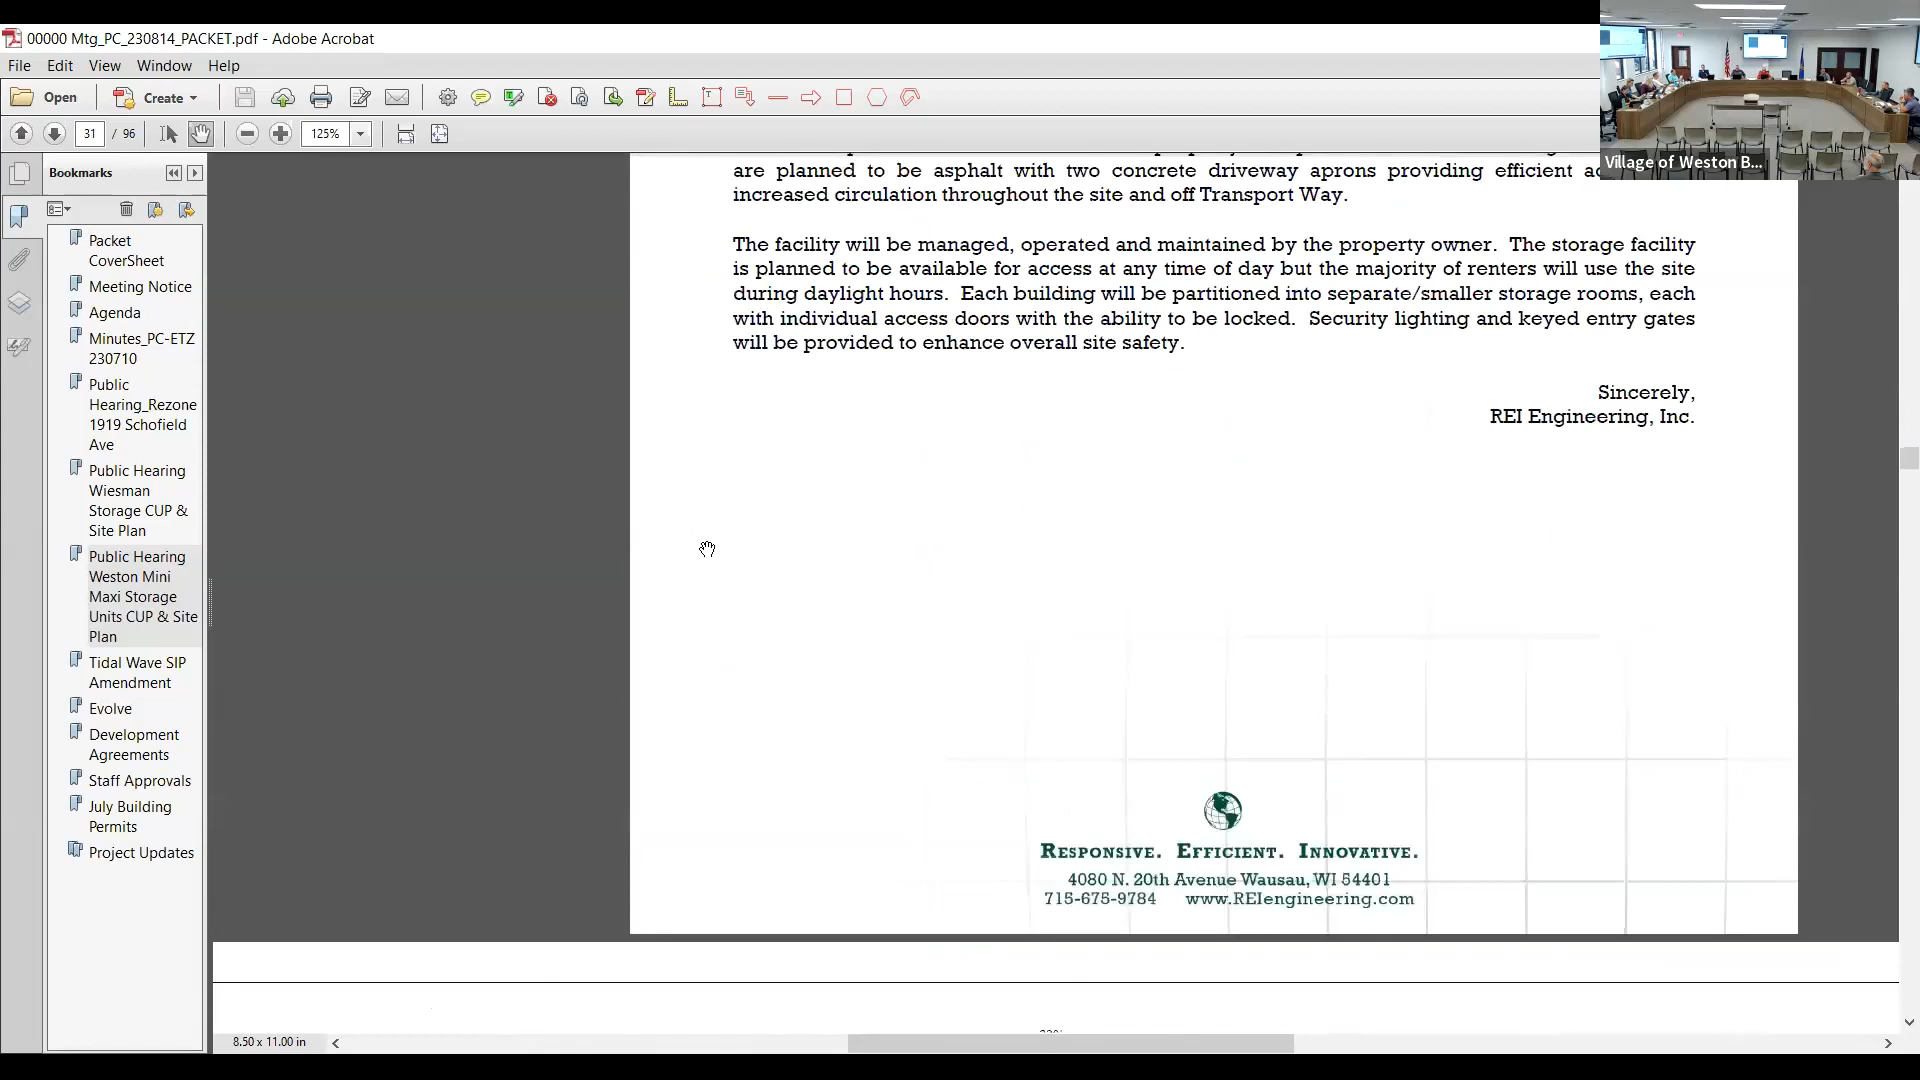 00000 Mtg_PC_230814_PACKET.pdf - Adobe Acrobat
File Edit View Window Help
Open Create
31 / 96 125%
Village of Weston B...
Bookmarks
Packet
CoverSheet
Meeting Notice
Agenda
Minutes_PC-ETZ
230710
Public
Hearing_Rezone
1919 Schofield
Ave
Public Hearing
Wiesman
Storage CUP &
Site Plan
Public Hearing
Weston Mini
Maxi Storage
Units CUP & Site
Plan
Tidal Wave SIP
Amendment
Evolve
Development
Agreements
Staff Approvals
July Building
Permits
Project Updates
are planned to be asphalt with two concrete driveway aprons providing efficient
increased circulation throughout the site and off Transport Way.
The facility will be managed, operated and maintained by the property owner. The storage facility
is planned to be available for access at any time of day but the majority of renters will use the site
during daylight hours. Each building will be partitioned into separate/smaller storage rooms, each
with individual access doors with the ability to be locked. Security lighting and keyed entry gates
will be provided to enhance overall site safety.
Sincerely,
REI Engineering, Inc.
RESPONSIVE. EFFICIENT. INNOVATIVE.
4080 N. 20th Avenue Wausau, WI 54401
715-675-9784 www.REIengineering.com
8.50 x 11.00 in